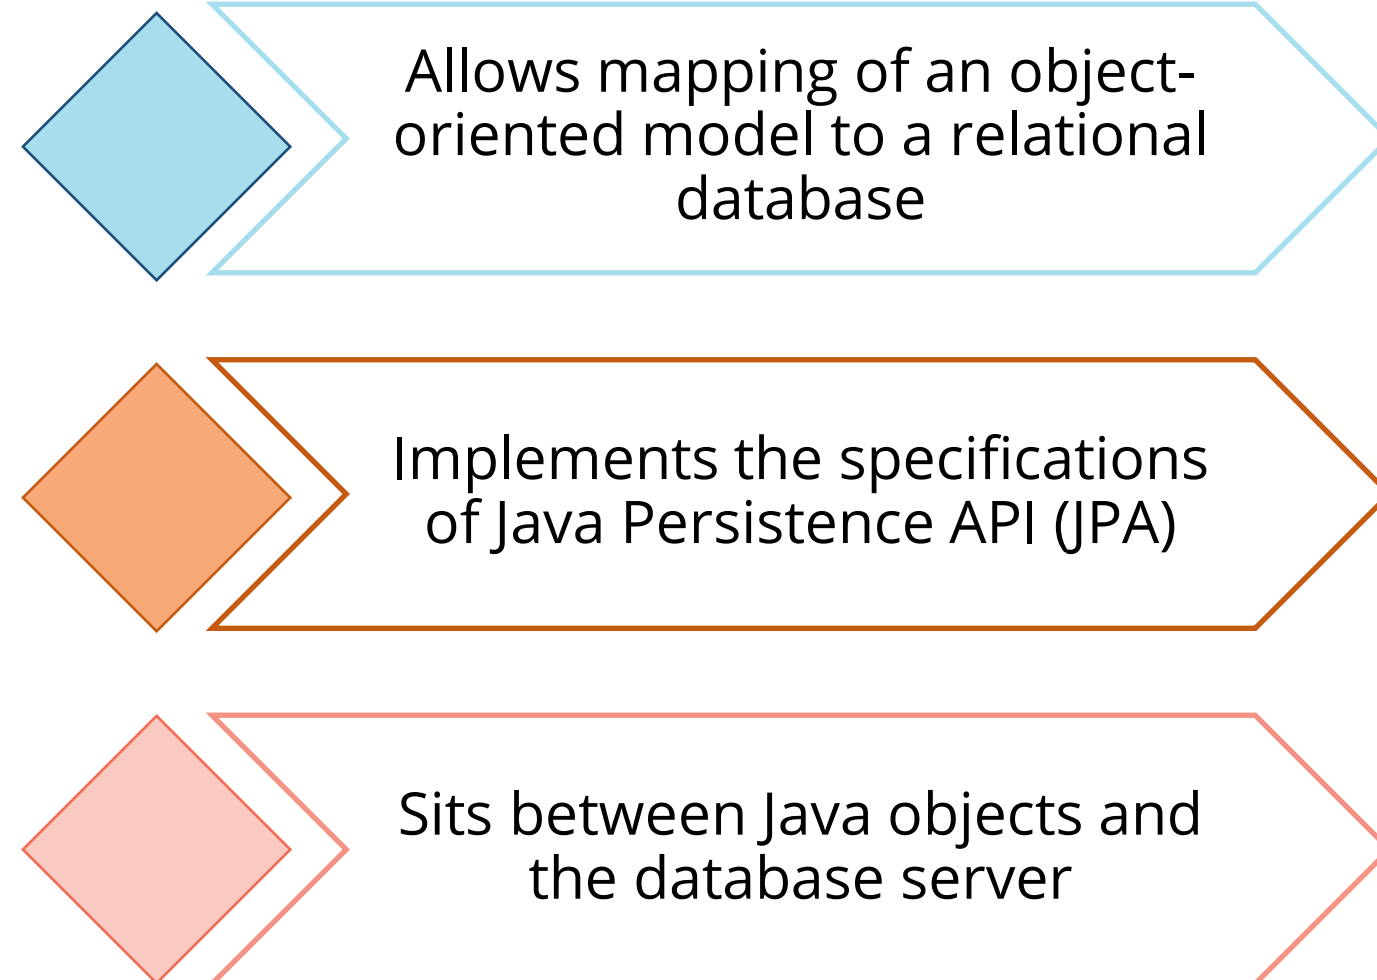 Allows mapping of an object-
oriented model to a relational
database
Implements the specifications
of Java Persistence API (JPA)
Sits between Java objects and
the database server